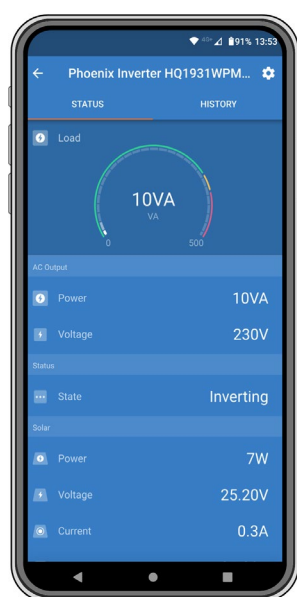 4G+ 91% 13:53
Phoenix Inverter HQ1931WPM...
STATUS HISTORY
Load
10VA
VA
0 500
AC Output
Power 10VA
Voltage 230V
Status
State Inverting
Solar
Power 7W
Voltage 25.20V
Current 0.3A